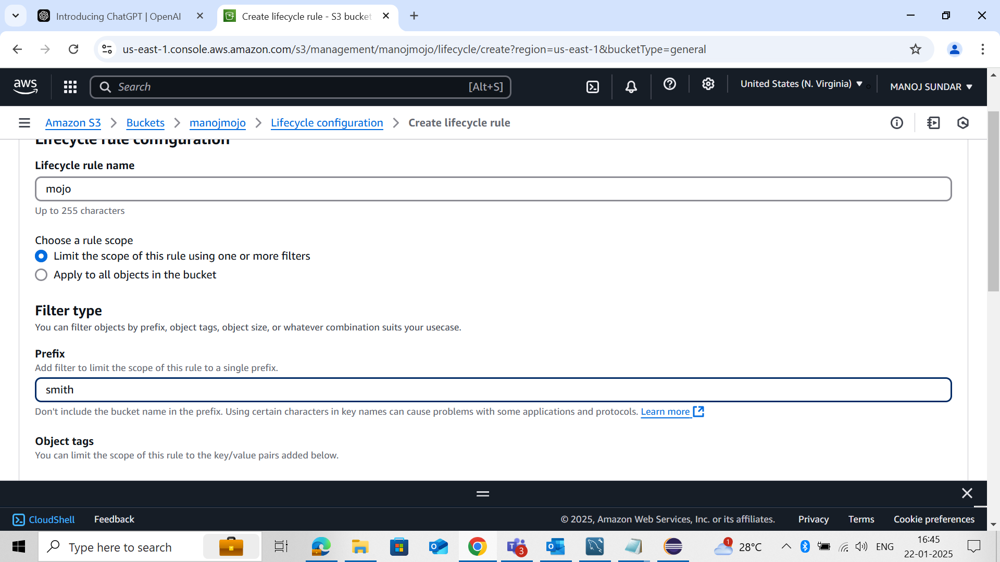 Introducing ChatGPT | OpenAI
Create lifecycle rule - S3 bucket
us-east-1.console.aws.amazon.com/s3/management/manojmojo/lifecycle/create?region=us-east-1&bucketType=general
aws
Search
[Alt+S]
United States (N. Virginia)
MANOJ SUNDAR
Amazon S3
Buckets
manojmojo
Lifecycle configuration
Create lifecycle rule
Lifecycle rule configuration
Lifecycle rule name
mojo
Up to 255 characters
Choose a rule scope
Limit the scope of this rule using one or more filters
Apply to all objects in the bucket
Filter type
You can filter objects by prefix, object tags, object size, or whatever combination suits your usecase.
Prefix
Add filter to limit the scope of this rule to a single prefix.
smith
Don't include the bucket name in the prefix. Using certain characters in key names can cause problems with some applications and protocols. Learn more
Object tags
You can limit the scope of this rule to the key/value pairs added below.
CloudShell
Feedback
© 2025, Amazon Web Services, Inc. or its affiliates.
Privacy
Terms
Cookie preferences
Type here to search
3
1
28°C
ENG
16:45
22-01-2025